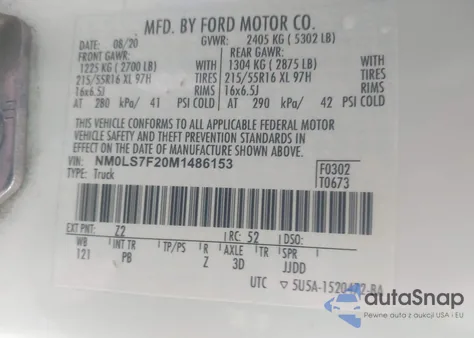 MFD. BY FORD MOTOR CO.
DATE: 08/20 GVWR: 2405 KG ( 5302 LB)
FRONT GAWR: REAR GAWR:
1225 KG ( 2700 LB) 1304 KG ( 2875 LB)
215/55R16 XL 97H TIRES 215/55R16 XL 97H TIRES
16x6.5J RIMS 16x6.5J RIMS
AT 280 kPa/ 41 PSI COLD AT 290 kPa/ 42 PSI COLD
THIS VEHICLE CONFORMS TO ALL APPLICABLE FEDERAL MOTOR
VEHICLE SAFETY AND THEFT PREVENTION STANDARDS IN
EFFECT ON THE DATE OF MANUFACTURE SHOWN ABOVE.
VIN: NM0LS7F20M1486153 F0302
TYPE: Truck T0673
EXT PNT: Z2 RC: 52 DSO:
WB INT TR TP/PS R AXLE TR SPR
121 PB Z 3D JJDD
UTC ▽ 5U5A-1520472-BA
autoSnap
Pewne auta z aukcji USA i EU